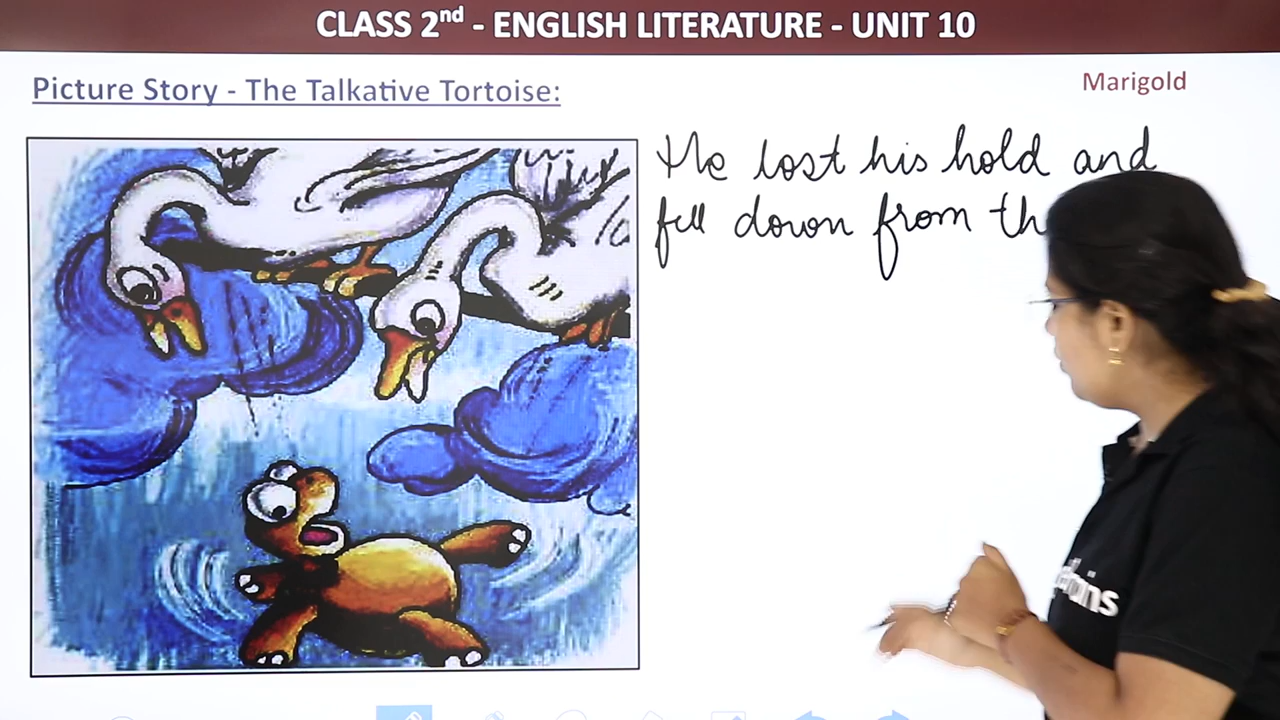 CLASS 2nd - ENGLISH LITERATURE - UNIT 10
Picture Story - The Talkative Tortoise:
Marigold
He lost his hold and
fell down from th